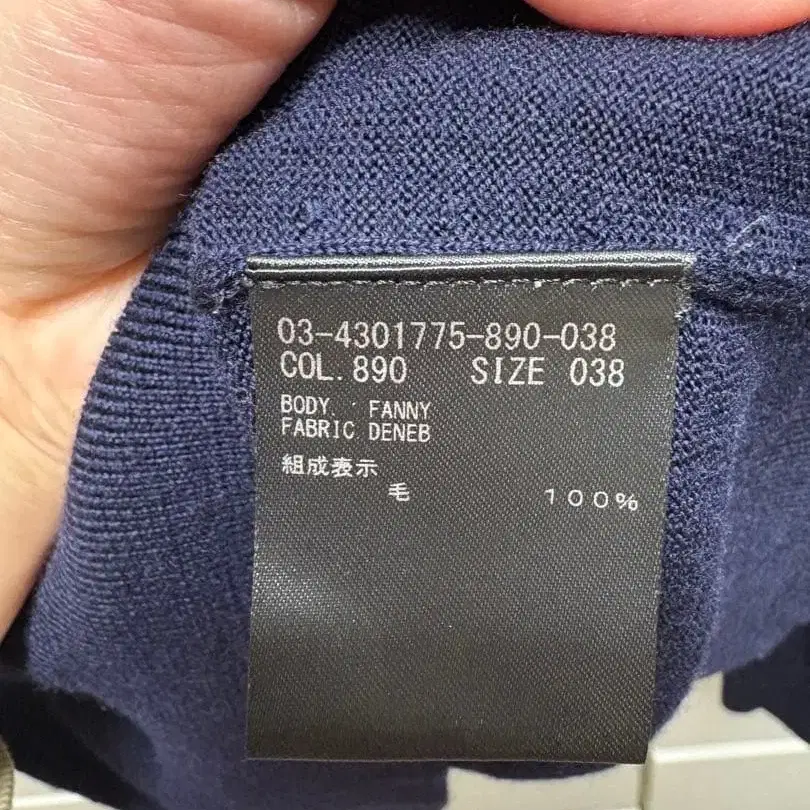 03-4301775-890-038
COL.890 SIZE 038
BODY. FANNY
FABRIC DENEB
組成表示
毛 100%